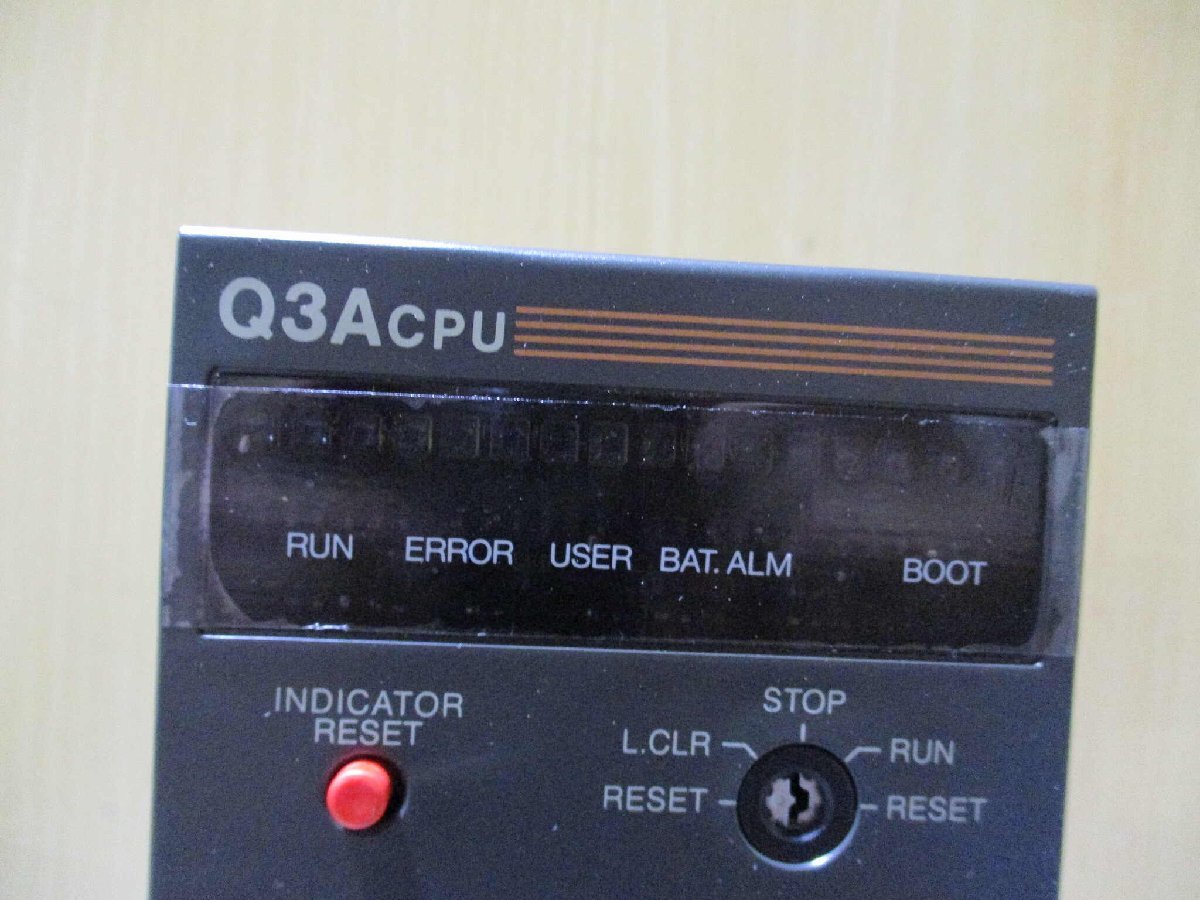 Q3ACPU
RUN ERROR USER BAT. ALM BOOT
INDICATOR
RESET
STOP
L.CLR RUN
RESET RESET